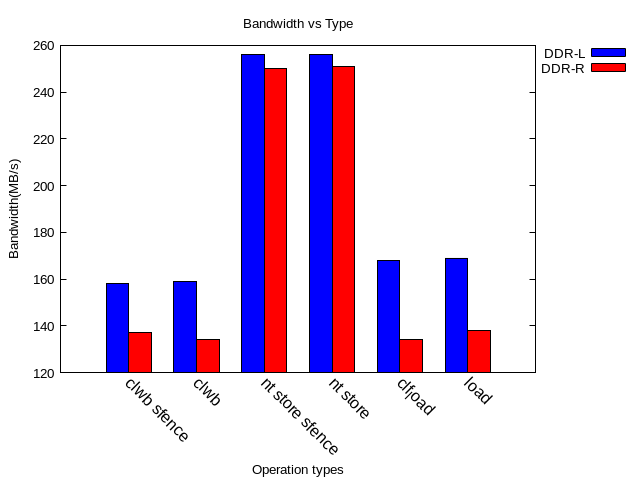 Bandwidth vs Type
260
240
220
200
180
160
140
120
Bandwidth(MB/s)
DDR-L
DDR-R
clwb sfence
clwb
nt store sfence
nt store
clfload
load
Operation types